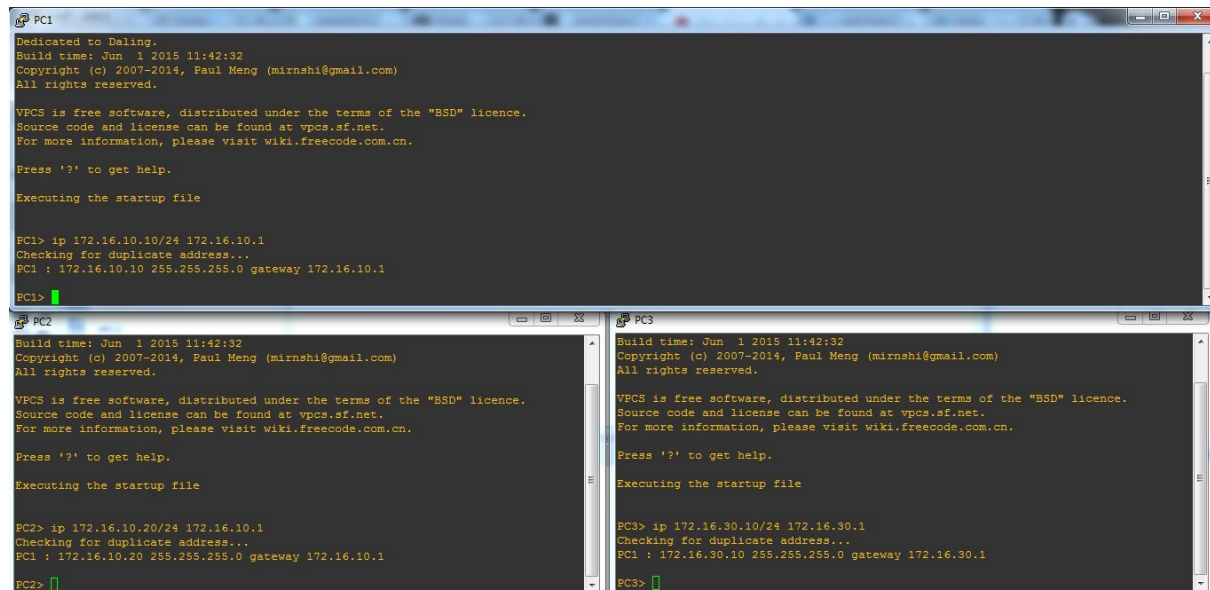 PC1
Dedicated to Daling.
Build time: Jun  1 2015 11:42:32
Copyright (c) 2007-2014, Paul Meng (mirnshi@gmail.com)
All rights reserved.
VPCS is free software, distributed under the terms of the "BSD" licence.
Source code and license can be found at vpcs.sf.net.
For more information, please visit wiki.freecode.com.cn.
Press '?' to get help.
Executing the startup file
PC1> ip 172.16.10.10/24 172.16.10.1
Checking for duplicate address...
PC1 : 172.16.10.10 255.255.255.0 gateway 172.16.10.1
PC1>
PC2
Build time: Jun  1 2015 11:42:32
Copyright (c) 2007-2014, Paul Meng (mirnshi@gmail.com)
All rights reserved.
VPCS is free software, distributed under the terms of the "BSD" licence.
Source code and license can be found at vpcs.sf.net.
For more information, please visit wiki.freecode.com.cn.
Press '?' to get help.
Executing the startup file
PC2> ip 172.16.10.20/24 172.16.10.1
Checking for duplicate address...
PC1 : 172.16.10.20 255.255.255.0 gateway 172.16.10.1
PC2>
PC3
Build time: Jun  1 2015 11:42:32
Copyright (c) 2007-2014, Paul Meng (mirnshi@gmail.com)
All rights reserved.
VPCS is free software, distributed under the terms of the "BSD" licence.
Source code and license can be found at vpcs.sf.net.
For more information, please visit wiki.freecode.com.cn.
Press '?' to get help.
Executing the startup file
PC3> ip 172.16.30.10/24 172.16.30.1
Checking for duplicate address...
PC1 : 172.16.30.10 255.255.255.0 gateway 172.16.30.1
PC3>